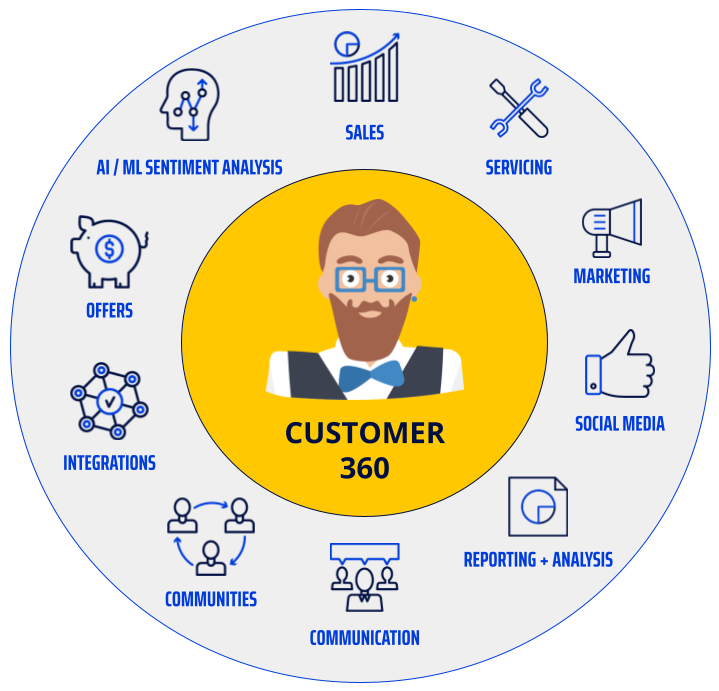 SALES
SERVICING
MARKETING
SOCIAL MEDIA
REPORTING + ANALYSIS
COMMUNICATION
COMMUNITIES
INTEGRATIONS
OFFERS
$
AI / ML SENTIMENT ANALYSIS
CUSTOMER
360